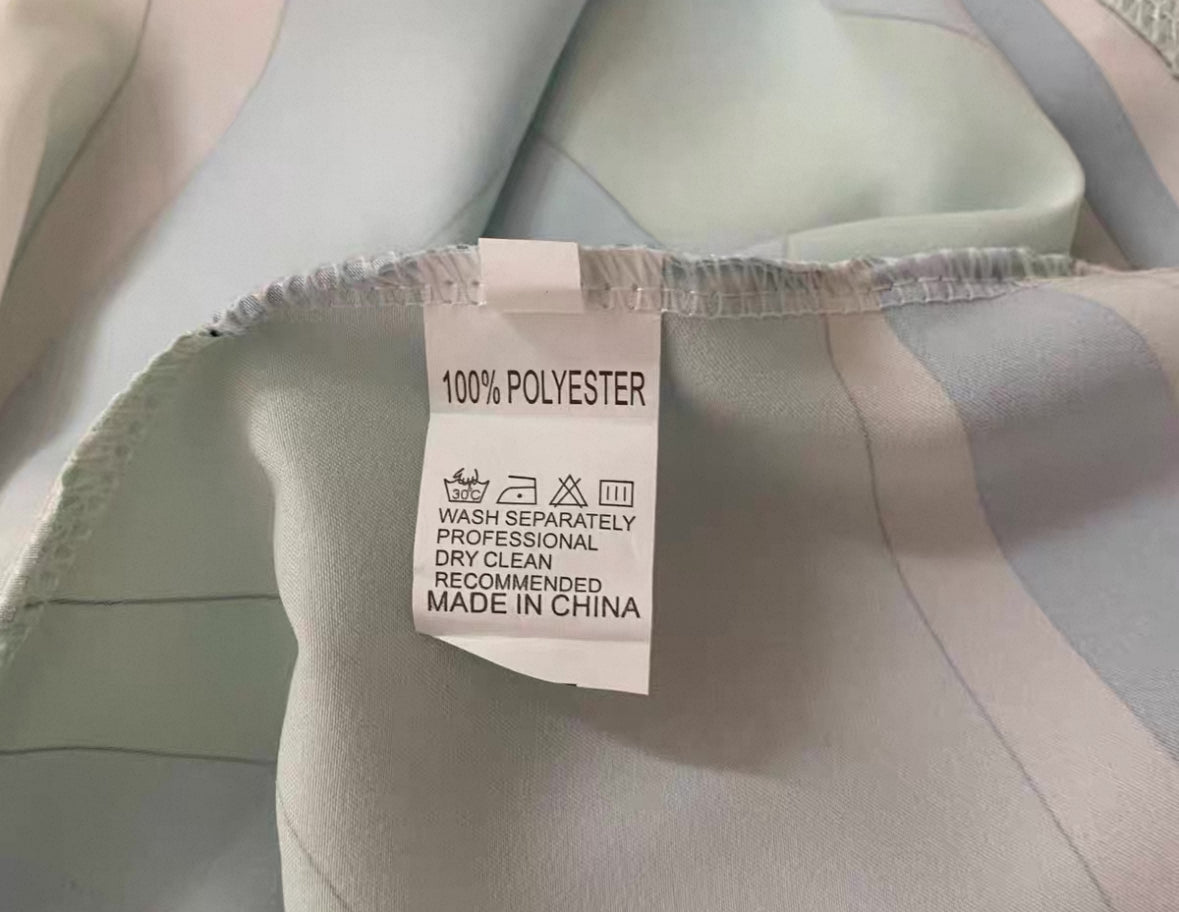 100% POLYESTER
30°C
WASH SEPARATELY
PROFESSIONAL
DRY CLEAN
RECOMMENDED
MADE IN CHINA